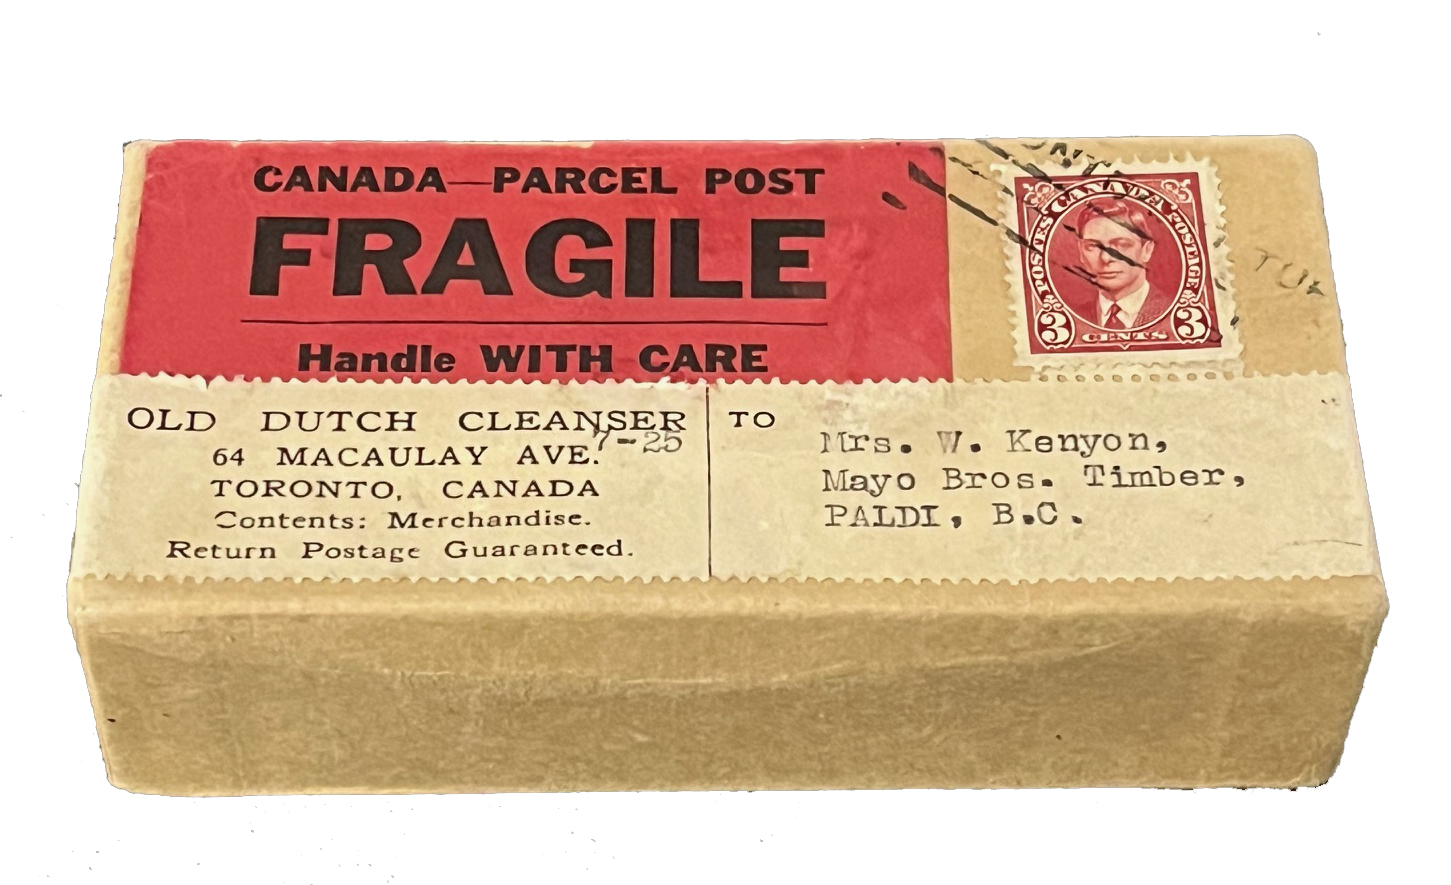 CANADA—PARCEL POST
FRAGILE
Handle WITH CARE
POSTES CANADA POSTAGE
3 CENTS 3
OLD DUTCH CLEANSER
7-25
64 MACAULAY AVE.
TORONTO, CANADA
Contents: Merchandise.
Return Postage Guaranteed.
TO
Mrs. W. Kenyon,
Mayo Bros. Timber,
PALDI, B.C.